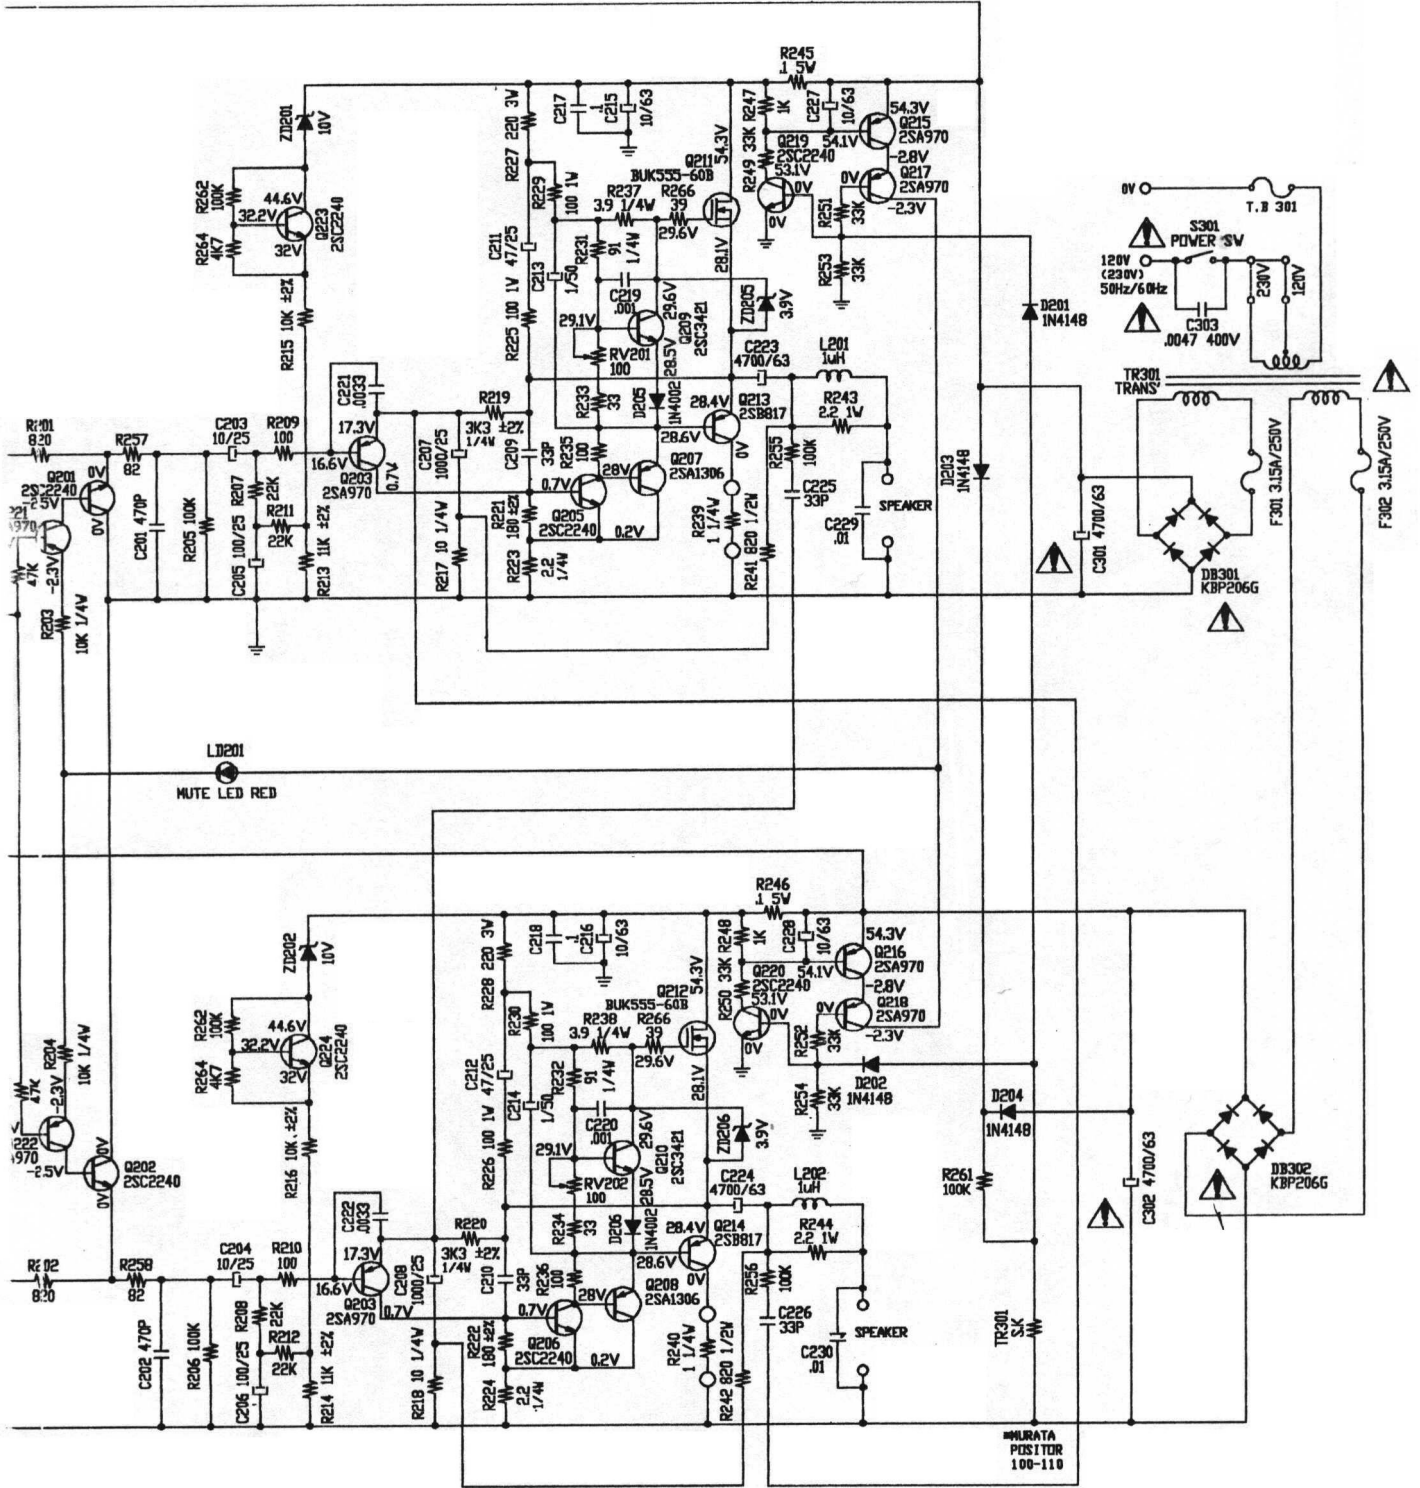 R245
.1 5W
ZD201
10V
R227 220 3W
C217
.1
C215
10/63
54.3V
R247
1K
C227
10/63
54.3V
Q215
2SA970
54.1V
R249 33K
Q219
2SC2240
53.1V
0V
0V
-2.8V
Q217
2SA970
0V
-2.3V
R251
33K
R253
33K
R262
100K
44.6V
32.2V
R264
4K7
32V
Q223
2SC2240
R229
100 1W
Q211
BUK555-60B
R237
3.9 1/4W
R266
39
29.6V
28.1V
C211
47/25
C213
1/50
R231
91
1/4W
C219
.001
29.6V
29.1V
Q209
2SC3421
28.5V
ZD205
3.9V
R215 10K ±2%
R225 100 1W
RV201
100
C223
4700/63
L201
1uH
R243
2.2 1W
0V
T.B 301
S301
POWER SW
120V
(230V)
50Hz/60Hz
230V
120V
C303
.0047 400V
TR301
TRANS'
D201
1N4148
C221
.0033
17.3V
16.6V
Q203
2SA970
0.7V
R219
3K3 ±2%
1/4W
R233
33
D205
1N4002
28.4V
Q213
2SB817
28.6V
0V
R201
820
R257
82
C203
10/25
R209
100
Q201
2SC2240
-2.5V
0V
0V
C207
1000/25
C209
33P
R235
100
28V
Q207
2SA1306
0.7V
Q205
2SC2240
0.2V
R255
100K
C225
33P
D203
1N4148
F301 3.15A/250V
F302 3.15A/250V
SPEAKER
C229
.01
C301 4700/63
DB301
KBP206G
R207
22K
R211
22K
C201 470P
R205 100K
C205 100/25
R213 11K ±2%
R217 10 1/4W
R221
180 ±2%
R223
2.2
1/4W
R239
1 1/4W
R241 820 1/2W
47K
-2.3V
R203
10K 1/4W
LD201
MUTE LED RED
R246
.1 5W
ZD202
10V
R228 220 3W
C218
.1
C216
10/63
54.3V
R248
1K
C228
10/63
54.3V
Q216
2SA970
54.1V
R250 33K
Q220
2SC2240
53.1V
0V
0V
-2.8V
Q218
2SA970
0V
-2.3V
R252
33K
R254
33K
D202
1N4148
R262
100K
44.6V
32.2V
R264
4K7
32V
Q224
2SC2240
R230
100 1W
Q212
BUK555-60B
R238
3.9 1/4W
R266
39
29.6V
28.1V
C212
47/25
C214
1/50
R232
91
1/4W
C220
.001
29.6V
29.1V
Q210
2SC3421
28.5V
ZD206
3.9V
D204
1N4148
R204
10K 1/4W
47K
-2.3V
-2.5V
0V
Q202
2SC2240
0V
R216 10K ±2%
R226 100 1W
RV202
100
C224
4700/63
L202
1uH
R244
2.2 1W
R261
100K
C302 4700/63
DB302
KBP206G
C222
.0033
17.3V
16.6V
Q203
2SA970
0.7V
R220
3K3 ±2%
1/4W
R234
33
D206
1N4002
28.4V
Q214
2SB817
28.6V
0V
R202
820
R258
82
C204
10/25
R210
100
C208
1000/25
C210
33P
R236
100
28V
Q208
2SA1306
0.7V
Q206
2SC2240
0.2V
R256
100K
C226
33P
SPEAKER
C230
.01
TR301
S.K
R208
22K
R212
22K
C202 470P
R206 100K
C206 100/25
R214 11K ±2%
R218 10 1/4W
R222
180 ±2%
R224
2.2
1/4W
R240
1 1/4W
R242 820 1/2W
*MURATA
POSITOR
100-110